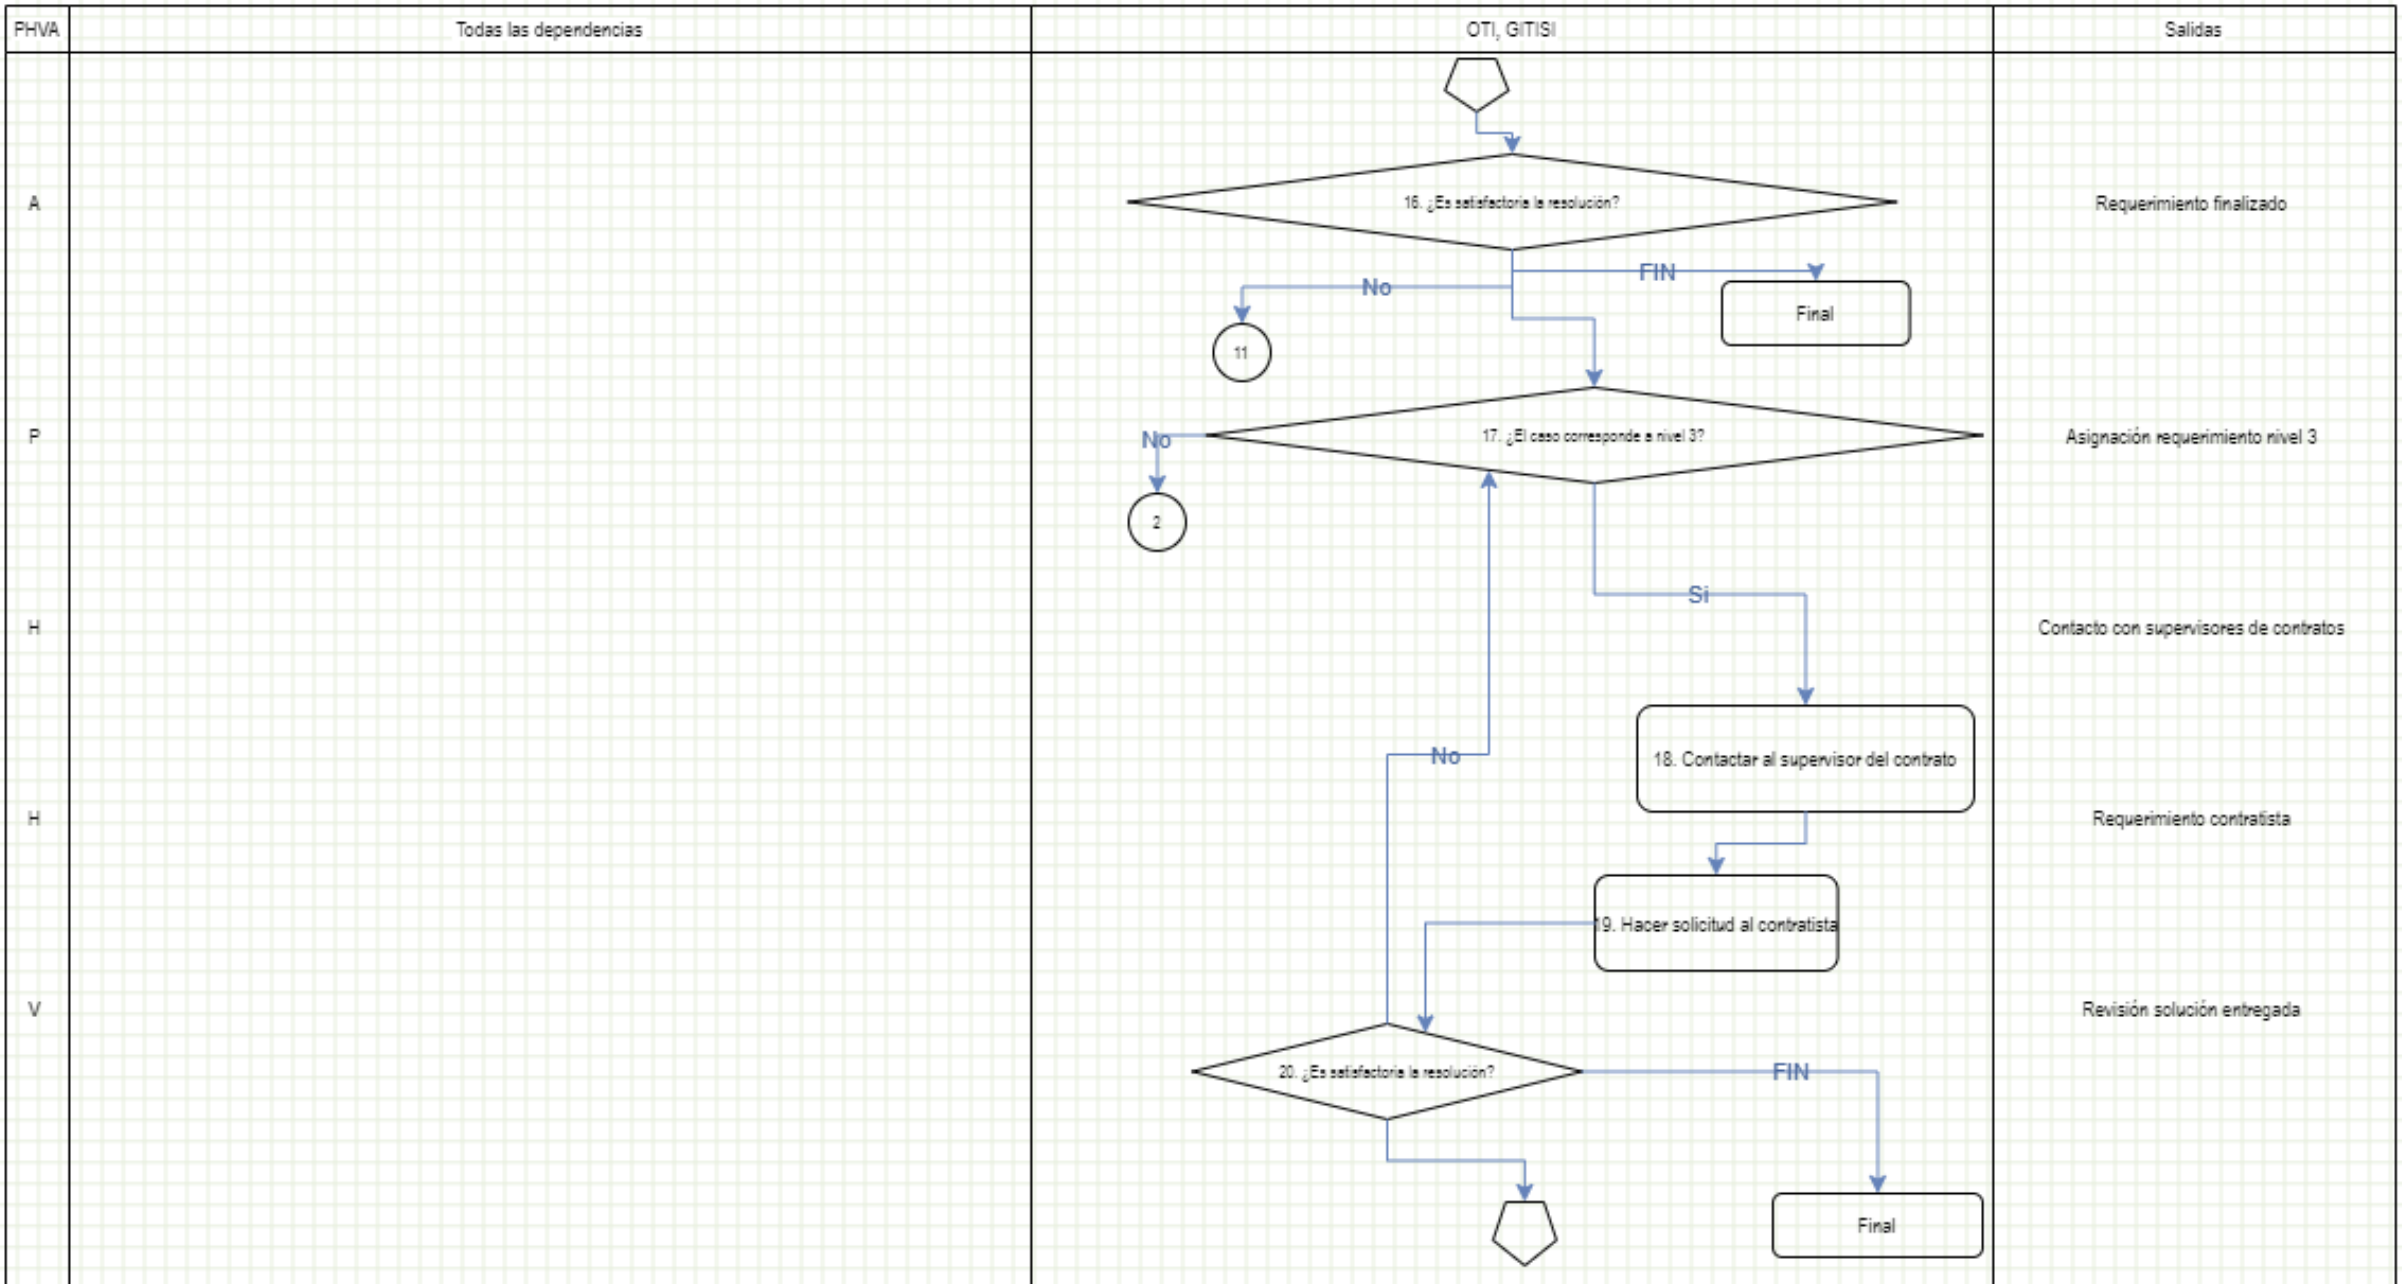 PHVA
Todas las dependencias
OTI, GITISI
Salidas
A
16. ¿Es satisfactoria la resolución?
Requerimiento finalizado
FIN
No
Final
11
P
17. ¿El caso corresponde a nivel 3?
Asignación requerimiento nivel 3
No
2
Si
H
Contacto con supervisores de contratos
No
18. Contactar al supervisor del contrato
H
Requerimiento contratista
19. Hacer solicitud al contratista
V
Revisión solución entregada
20. ¿Es satisfactoria la resolución?
FIN
Final